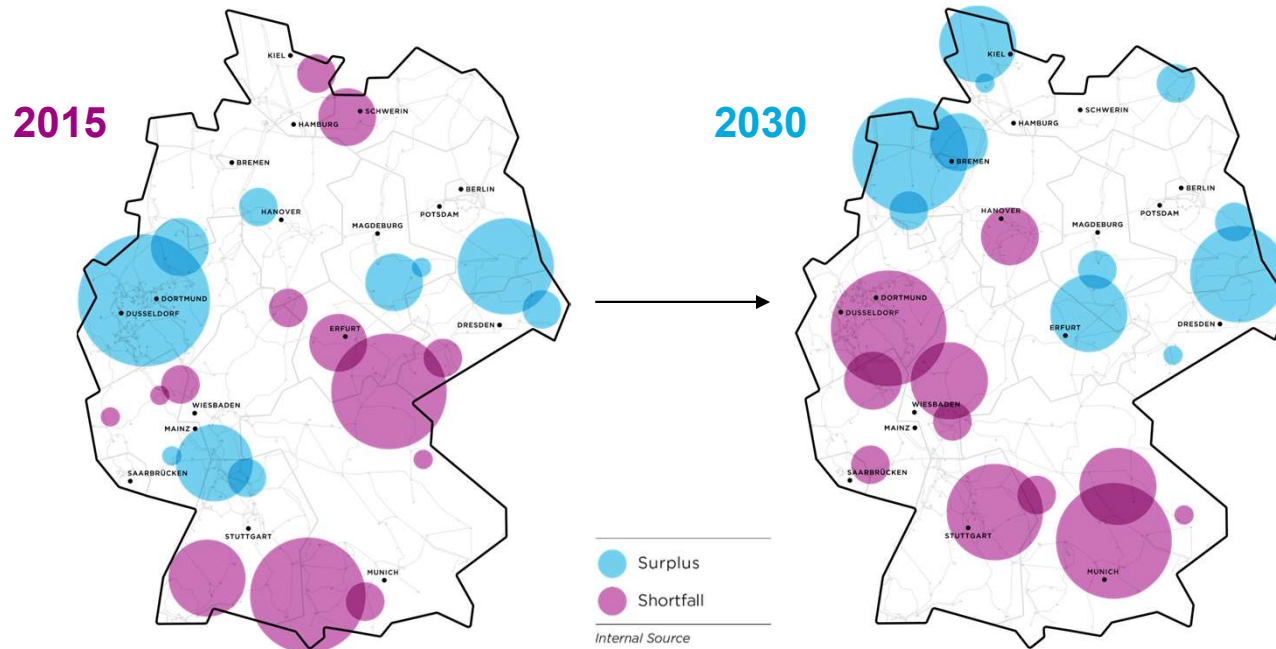 2015
KIEL
SCHWERIN
HAMBURG
BREMEN
BERLIN
HANOVER
POTSDAM
MAGDEBURG
DORTMUND
DUSSELDORF
DRESDEN
ERFURT
WIESBADEN
MAINZ
SAARBRÜCKEN
STUTTGART
MUNICH
Surplus
Shortfall
Internal Source
2030
KIEL
SCHWERIN
HAMBURG
BREMEN
BERLIN
POTSDAM
HANOVER
MAGDEBURG
DORTMUND
DUSSELDORF
DRESDEN
ERFURT
WIESBADEN
MAINZ
SAARBRÜCKEN
STUTTGART
MUNICH